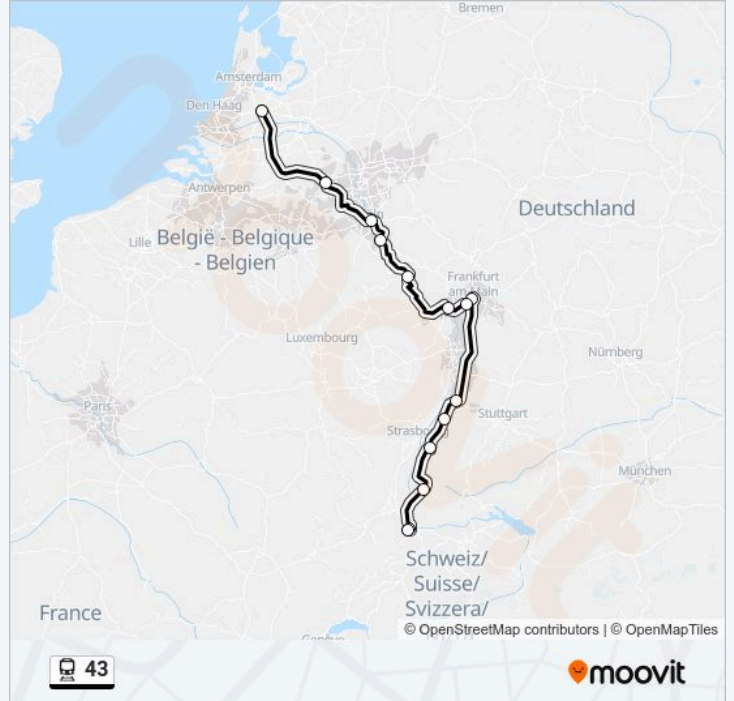 Bremen
Amsterdam
Den Haag
Antwerpen
Deutschland
Lille
België - Belgique
- Belgien
Frankfurt
am Main
Luxembourg
Nürnberg
Paris
Stuttgart
Strasbourg
München
Schweiz/
Suisse/
Svizzera/
France
© OpenStreetMap contributors | © OpenMapTiles
43
moovit